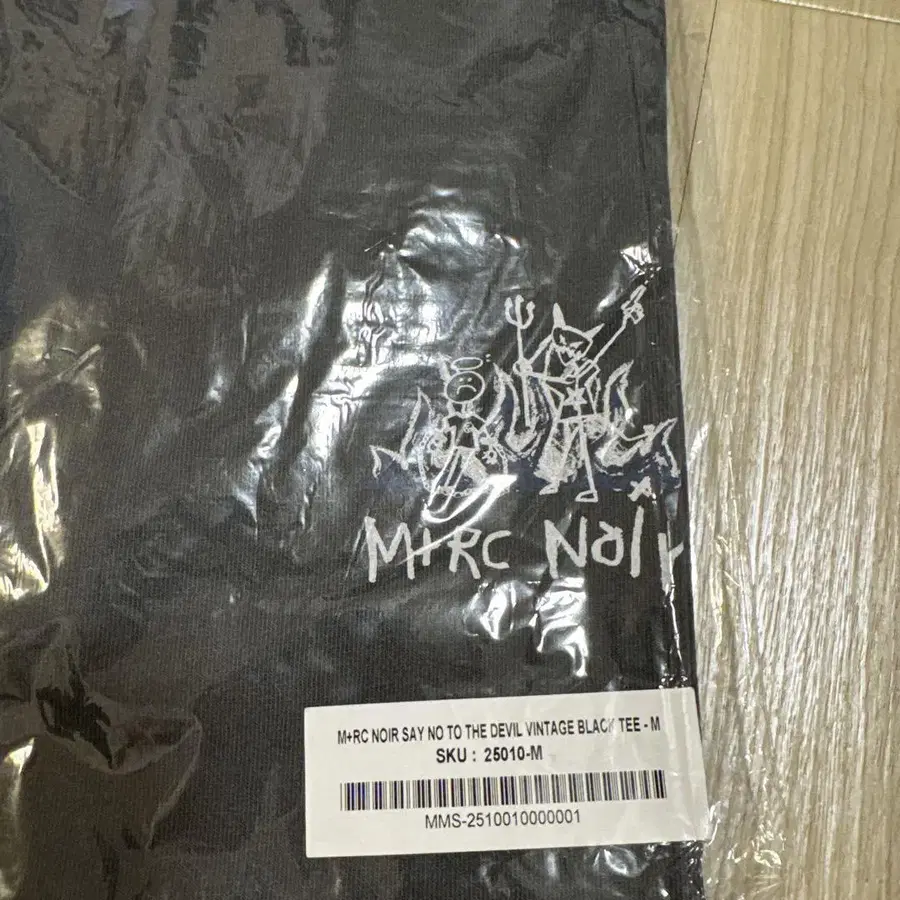 M+RC NOIR
M+RC NOIR SAY NO TO THE DEVIL VINTAGE BLACK TEE - M
SKU : 25010-M
MMS-2510010000001